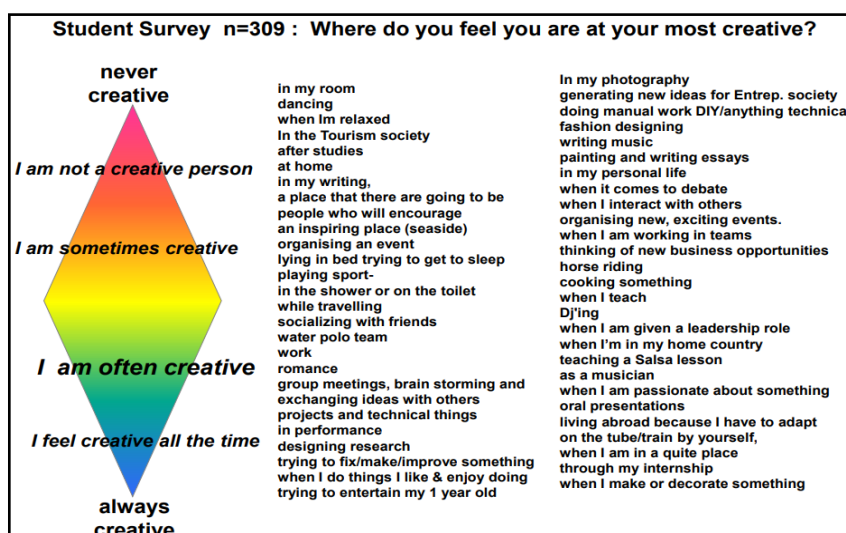 Student Survey n=309 : Where do you feel you are at your most creative?
never
creative
I am not a creative person
I am sometimes creative
I am often creative
I feel creative all the time
always
creative
in my room
dancing
when Im relaxed
In the Tourism society
after studies
at home
in my writing,
a place that there are going to be
people who will encourage
an inspiring place (seaside)
organising an event
lying in bed trying to get to sleep
playing sport-
in the shower or on the toilet
while travelling
socializing with friends
water polo team
work
romance
group meetings, brain storming and
exchanging ideas with others
projects and technical things
in performance
designing research
trying to fix/make/improve something
when I do things I like & enjoy doing
trying to entertain my 1 year old
In my photography
generating new ideas for Entrep. society
doing manual work DIY/anything technical
fashion designing
writing music
painting and writing essays
in my personal life
when it comes to debate
when I interact with others
organising new, exciting events.
when I am working in teams
thinking of new business opportunities
horse riding
cooking something
when I teach
Dj'ing
when I am given a leadership role
when I'm in my home country
teaching a Salsa lesson
as a musician
when I am passionate about something
oral presentations
living abroad because I have to adapt
on the tube/train by yourself,
when I am in a quite place
through my internship
when I make or decorate something